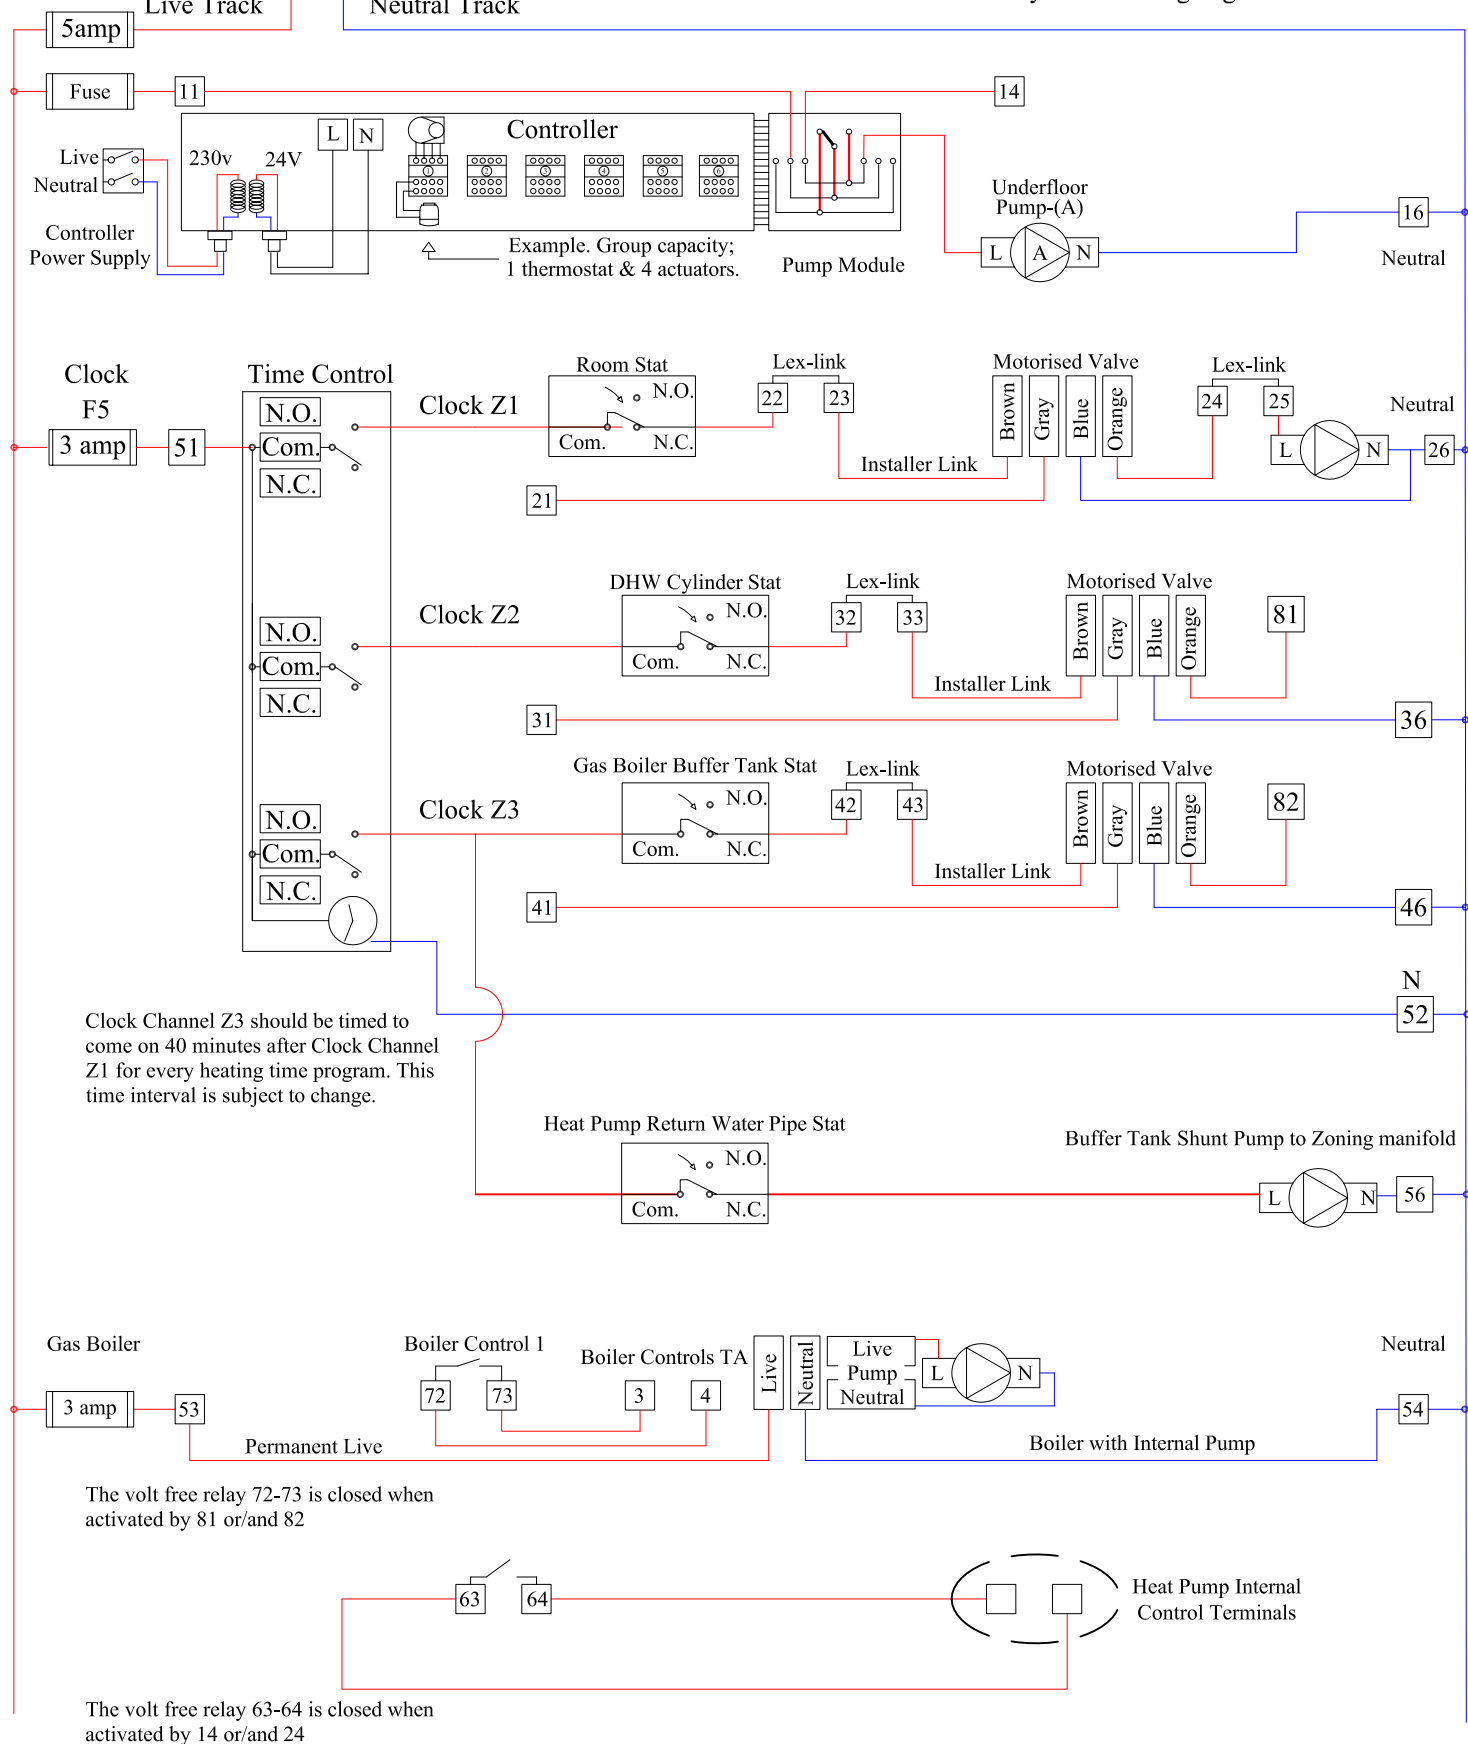 Live Track
Neutral Track
5amp
Fuse
11
14
Controller
L
N
230v
24V
Live
Neutral
1
2
3
4
5
6
Controller
Power Supply
Example. Group capacity;
1 thermostat & 4 actuators.
Pump Module
Underfloor
Pump-(A)
L
A
N
16
Neutral
Clock
F5
3 amp
51
Time Control
N.O.
Com.
N.C.
Clock Z1
Room Stat
N.O.
Com.
N.C.
Lex-link
22
23
Installer Link
21
Motorised Valve
Brown
Gray
Blue
Orange
Lex-link
24
25
L
N
Neutral
26
N.O.
Com.
N.C.
Clock Z2
DHW Cylinder Stat
N.O.
Com.
N.C.
Lex-link
32
33
Installer Link
31
Motorised Valve
Brown
Gray
Blue
Orange
81
36
N.O.
Com.
N.C.
Clock Z3
Gas Boiler Buffer Tank Stat
N.O.
Com.
N.C.
Lex-link
42
43
Installer Link
41
Motorised Valve
Brown
Gray
Blue
Orange
82
46
N
52
Clock Channel Z3 should be timed to
come on 40 minutes after Clock Channel
Z1 for every heating time program. This
time interval is subject to change.
Heat Pump Return Water Pipe Stat
N.O.
Com.
N.C.
Buffer Tank Shunt Pump to Zoning manifold
L
N
56
Gas Boiler
3 amp
53
Permanent Live
Boiler Control 1
72
73
Boiler Controls TA
3
4
Live
Neutral
Live
Pump
Neutral
L
N
Neutral
54
Boiler with Internal Pump
The volt free relay 72-73 is closed when
activated by 81 or/and 82
63
64
Heat Pump Internal
Control Terminals
The volt free relay 63-64 is closed when
activated by 14 or/and 24